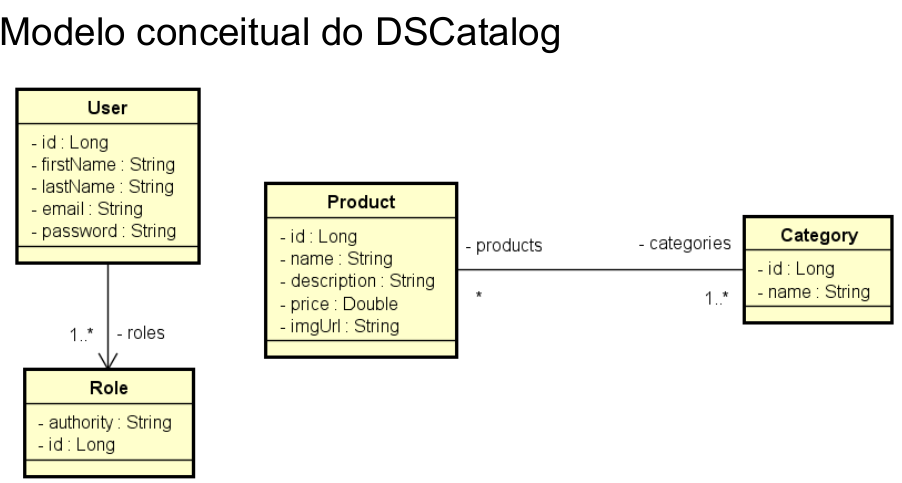 Modelo conceitual do DSCatalog
User
- id : Long
- firstName : String
- lastName : String
- email : String
- password : String
1..*
- roles
Role
- authority : String
- id : Long
Product
- id : Long
- name : String
- description : String
- price : Double
- imgUrl : String
- products
*
- categories
1..*
Category
- id : Long
- name : String